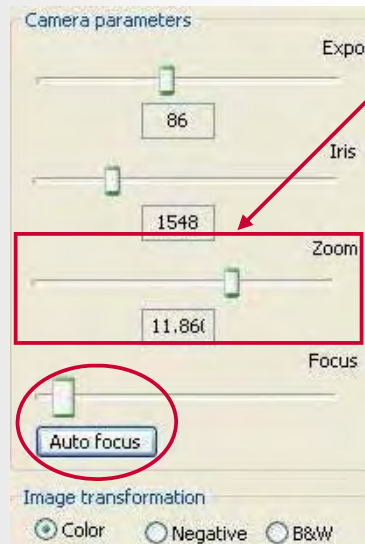 Camera parameters
Expo
86
Iris
1548
Zoom
11.86
Focus
Auto focus
Image transformation
Color Negative B&W